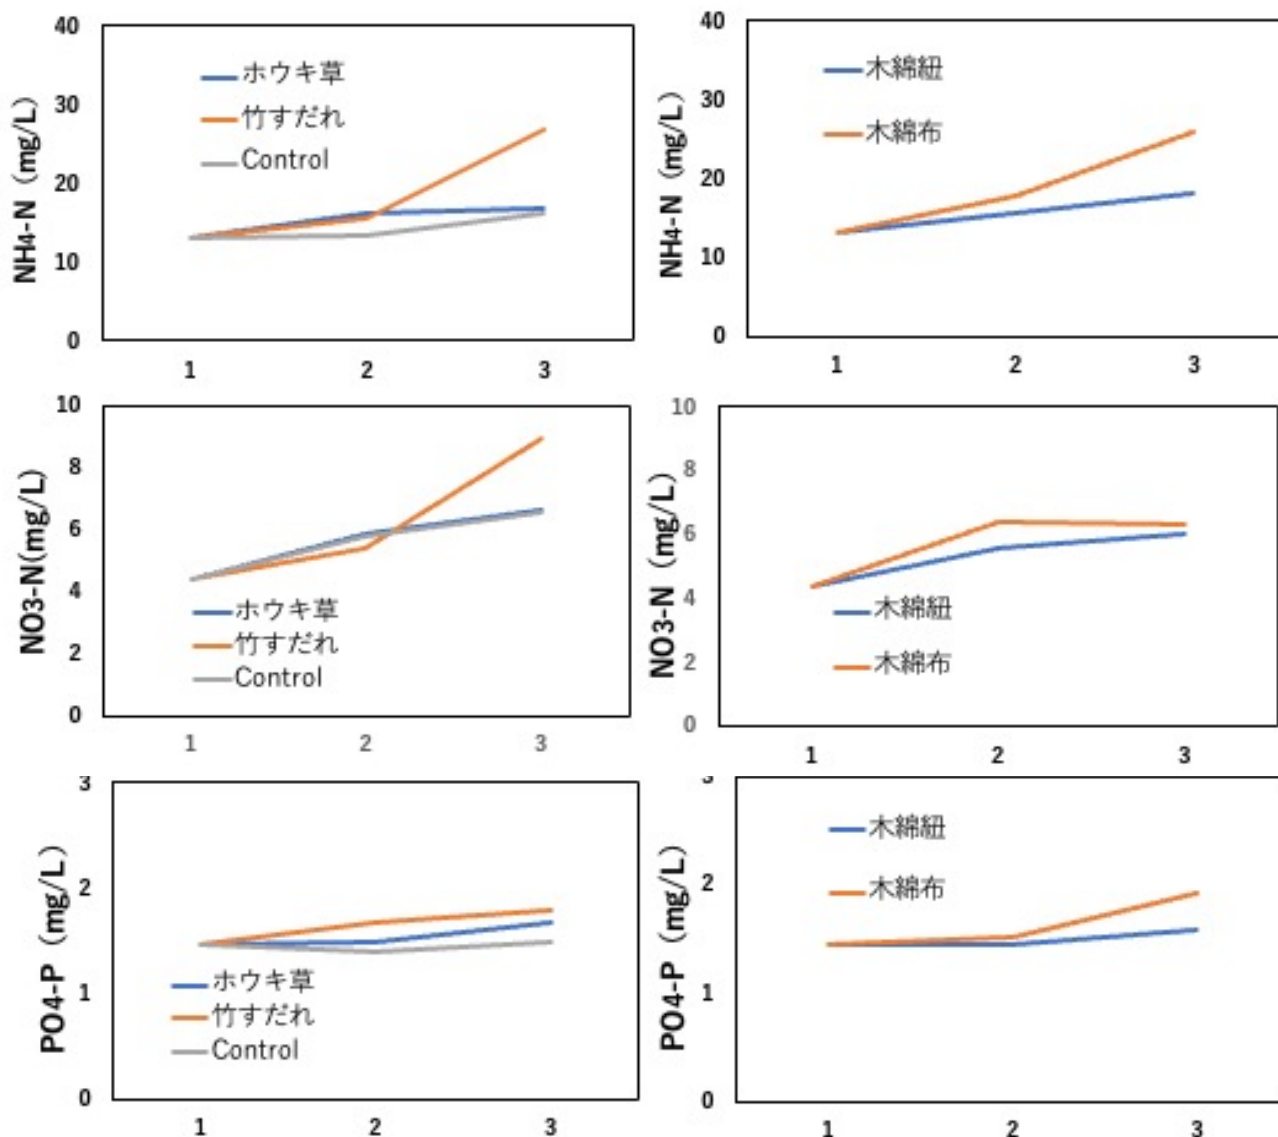 40
30
20
10
0
NH4-N（mg/L）
ホウキ草
竹すだれ
Control
1 2 3
40
30
20
10
0
NH4-N（mg/L）
木綿紐
木綿布
1 2 3
10
8
6
4
2
0
NO3-N(mg/L)
ホウキ草
竹すだれ
Control
1 2 3
10
8
6
4
2
0
NO3-N（mg/L）
木綿紐
木綿布
1 2 3
3
2
1
0
PO4-P（mg/L）
ホウキ草
竹すだれ
Control
1 2 3
3
2
1
0
PO4-P（mg/L）
木綿紐
木綿布
1 2 3